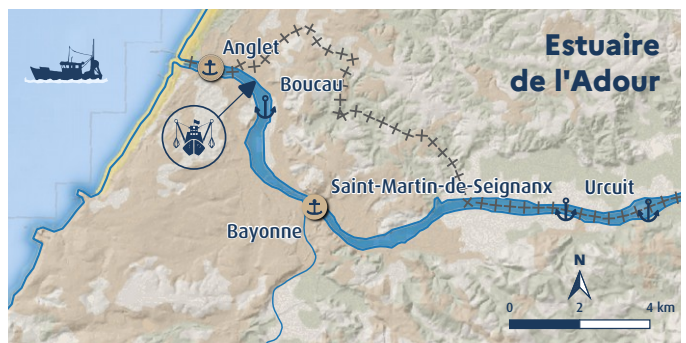 Estuaire
de l'Adour
Anglet
Boucau
Saint-Martin-de-Seignanx
Urcuit
Bayonne
N
0 2 4 km